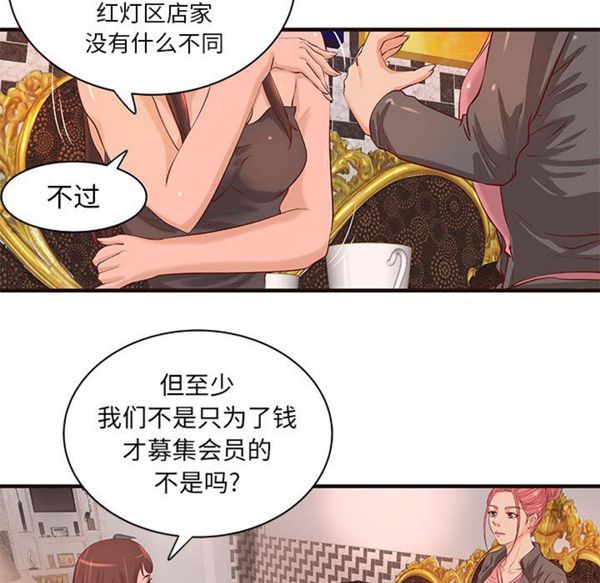 红灯区店家
没有什么不同
不过
但至少
我们不是只为了钱
才募集会员的
不是吗?